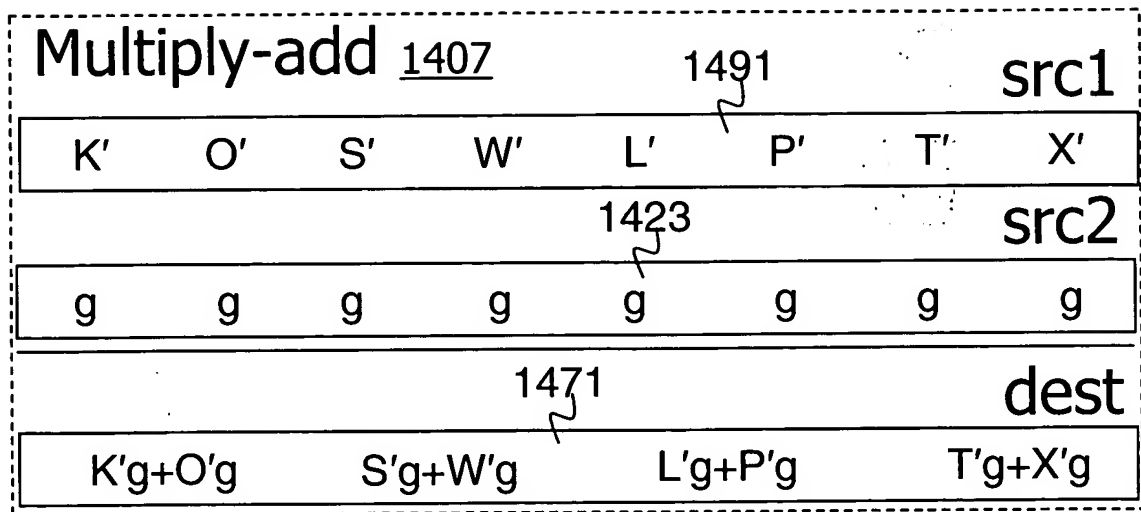 Multiply-add 1407 1491 src1
K' O' S' W' L' P' T' X'
1423 src2
g g g g g g g g
1471 dest
K'g+O'g S'g+W'g L'g+P'g T'g+X'g